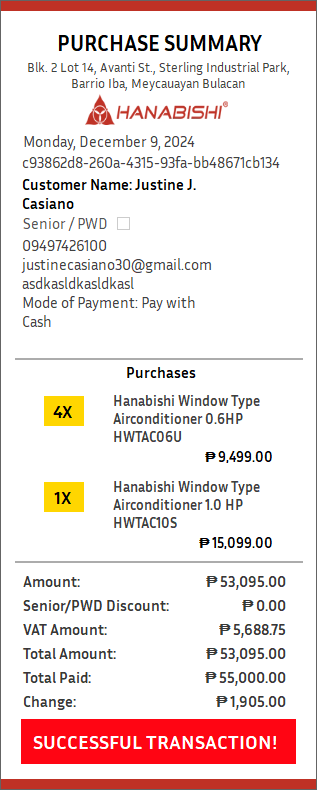 PURCHASE SUMMARY
Blk. 2 Lot 14, Avanti St., Sterling Industrial Park,
Barrio Iba, Meycauayan Bulacan
HANABISHI®
Monday, December 9, 2024
c93862d8-260a-4315-93fa-bb48671cb134
Customer Name: Justine J.
Casiano
Senior / PWD
09497426100
justinecasiano30@gmail.com
asdkasldkasldkasl
Mode of Payment: Pay with
Cash
Purchases
4X
Hanabishi Window Type
Airconditioner 0.6HP
HWTAC06U
₱ 9,499.00
1X
Hanabishi Window Type
Airconditioner 1.0 HP
HWTAC10S
₱ 15,099.00
Amount: ₱ 53,095.00
Senior/PWD Discount: ₱ 0.00
VAT Amount: ₱ 5,688.75
Total Amount: ₱ 53,095.00
Total Paid: ₱ 55,000.00
Change: ₱ 1,905.00
SUCCESSFUL TRANSACTION!